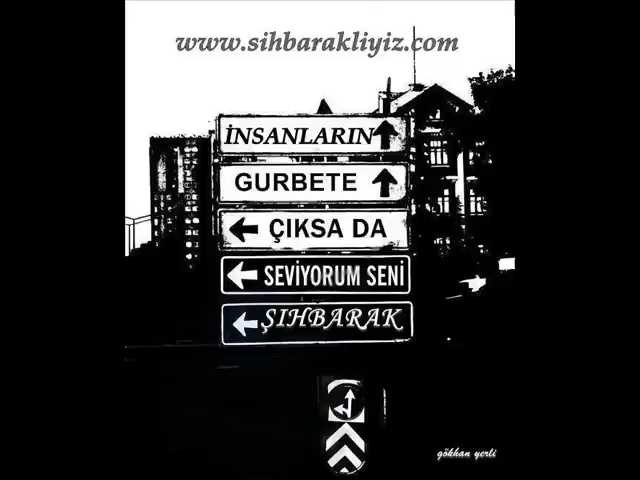 www.sihbarakliyiz.com
İNSANLARIN
GURBETE
ÇIKSA DA
SEVİYORUM SENİ
ŞIHBARAK
gökhan yerli